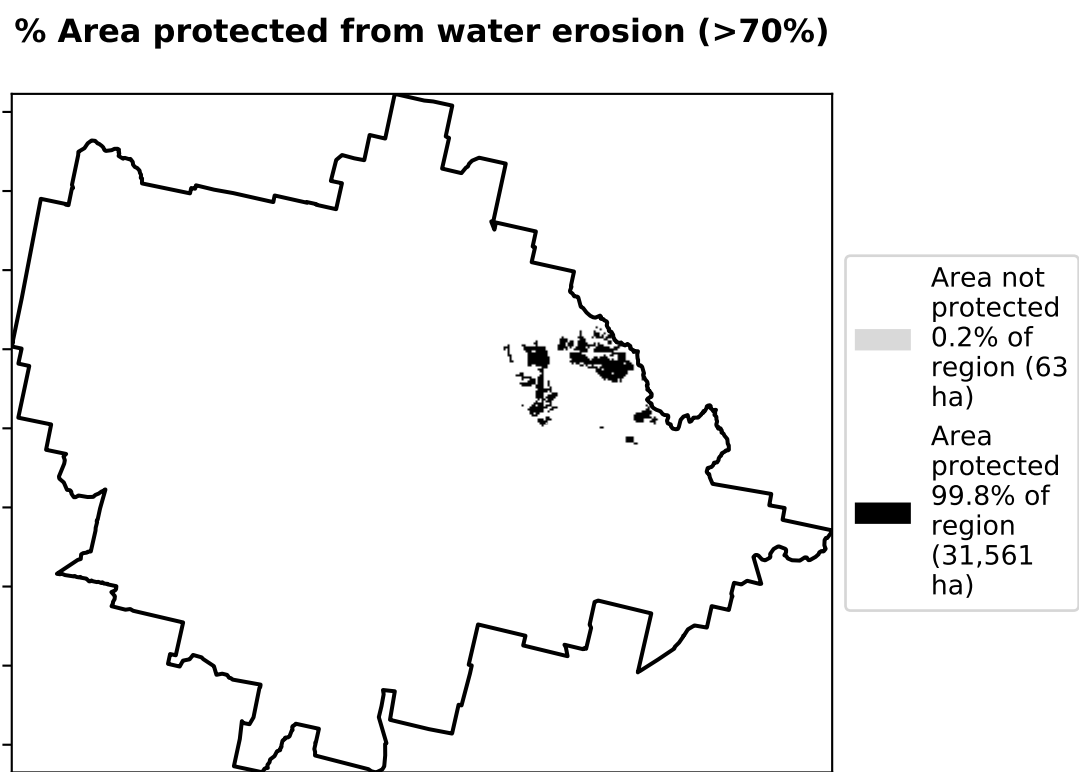 % Area protected from water erosion (>70%)
Area not
protected
0.2% of
region (63
ha)
Area
protected
99.8% of
region
(31,561
ha)